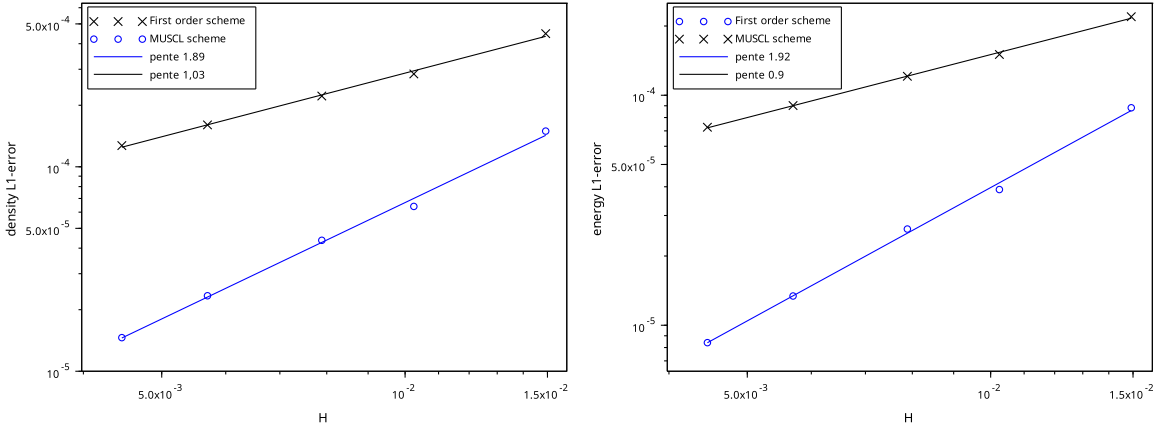 First order scheme
MUSCL scheme
pente 1.89
pente 1,03
5.0x10-4
10-4
5.0x10-5
10-5
density L1-error
5.0x10-3
10-2
1.5x10-2
H
First order scheme
MUSCL scheme
pente 1.92
pente 0.9
10-4
5.0x10-5
10-5
energy L1-error
5.0x10-3
10-2
1.5x10-2
H